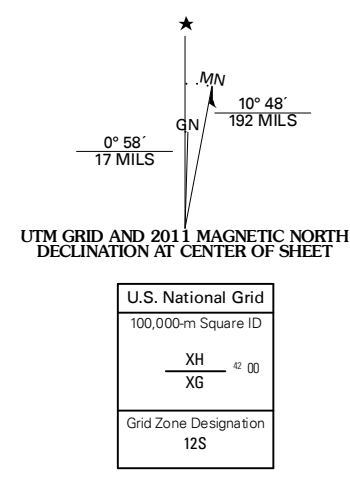 ★
MN
10° 48´
192 MILS
GN
0° 58´
17 MILS
UTM GRID AND 2011 MAGNETIC NORTH
DECLINATION AT CENTER OF SHEET
U.S. National Grid
100,000-m Square ID
XH
42 00
XG
Grid Zone Designation
12S